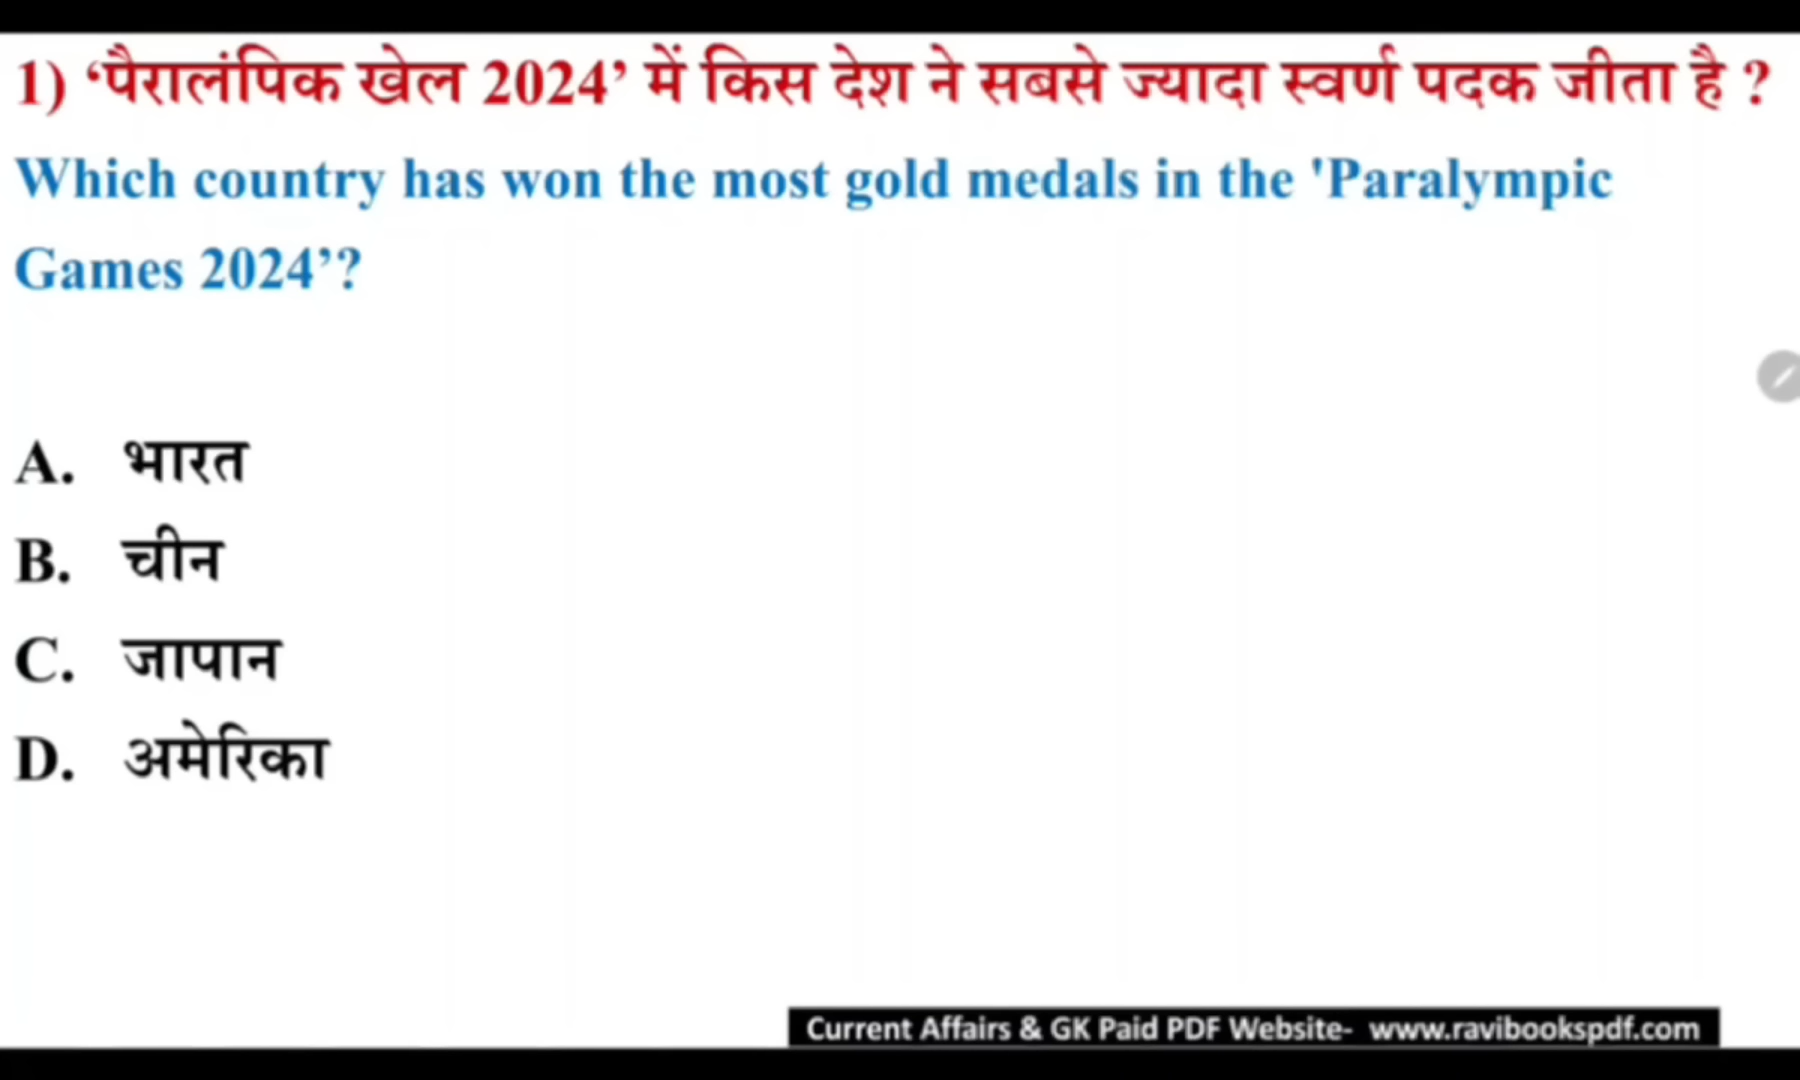 1) ‘पैरालंपिक खेल 2024’ में किस देश ने सबसे ज्यादा स्वर्ण पदक जीता है ?
Which country has won the most gold medals in the 'Paralympic
Games 2024’?
A. भारत
B. चीन
C. जापान
D. अमेरिका
Current Affairs & GK Paid PDF Website- www.ravibookspdf.com